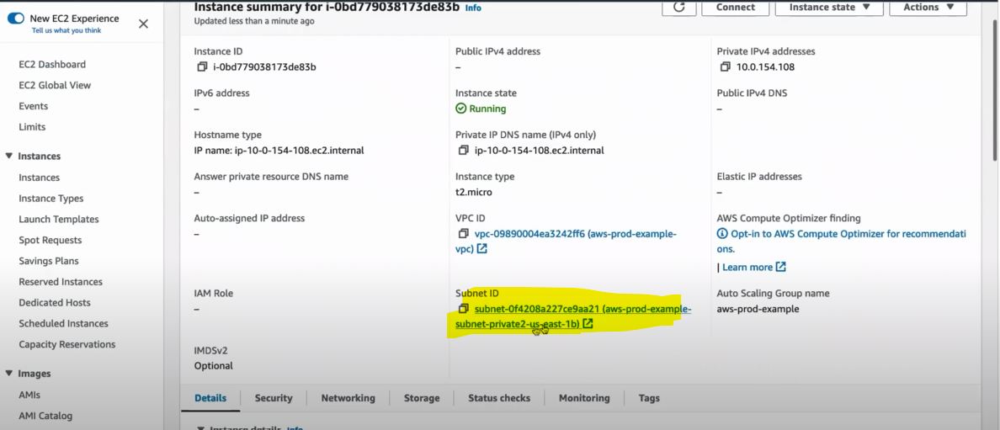 New EC2 Experience
Tell us what you think
EC2 Dashboard
EC2 Global View
Events
Limits
Instances
Instances
Instance Types
Launch Templates
Spot Requests
Savings Plans
Reserved Instances
Dedicated Hosts
Scheduled Instances
Capacity Reservations
Images
AMIs
AMI Catalog
Instance summary for i-0bd779038173de83b Info
Updated less than a minute ago
Connect
Instance state
Actions
Instance ID
i-0bd779038173de83b
Public IPv4 address
–
Private IPv4 addresses
10.0.154.108
IPv6 address
–
Instance state
Running
Public IPv4 DNS
–
Hostname type
IP name: ip-10-0-154-108.ec2.internal
Private IP DNS name (IPv4 only)
ip-10-0-154-108.ec2.internal
Answer private resource DNS name
–
Instance type
t2.micro
Elastic IP addresses
–
Auto-assigned IP address
–
VPC ID
vpc-09890004ea3242ff6 (aws-prod-example-
vpc)
AWS Compute Optimizer finding
Opt-in to AWS Compute Optimizer for recommendati
ons.
| Learn more
IAM Role
–
Subnet ID
subnet-0f4208a227ce9aa21 (aws-prod-example-
subnet-private2-us-east-1b)
Auto Scaling Group name
aws-prod-example
IMDSv2
Optional
Details
Security
Networking
Storage
Status checks
Monitoring
Tags
Instance details Info